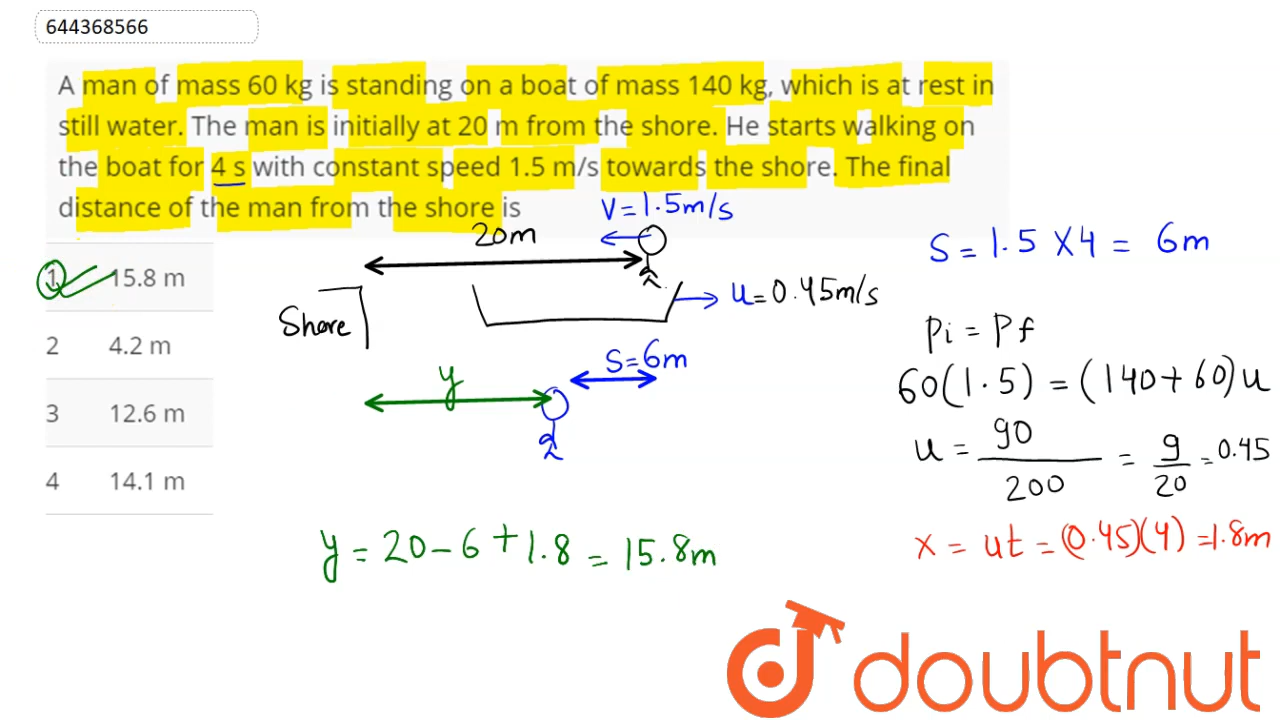 644368566
A man of mass 60 kg is standing on a boat of mass 140 kg, which is at rest in
still water. The man is initially at 20 m from the shore. He starts walking on
the boat for 4 s with constant speed 1.5 m/s towards the shore. The final
distance of the man from the shore is
V=1.5m/s
20m
S = 1.5 X 4 = 6m
1 15.8 m
u=0.45m/s
Shore
Pi = Pf
2 4.2 m
S=6m
y
60(1.5) = (140+60)u
3 12.6 m
u = 90/200 = 9/20 = 0.45
4 14.1 m
y = 20-6+1.8 = 15.8m
x = ut = (0.45)(4) = 1.8m
doubtnut